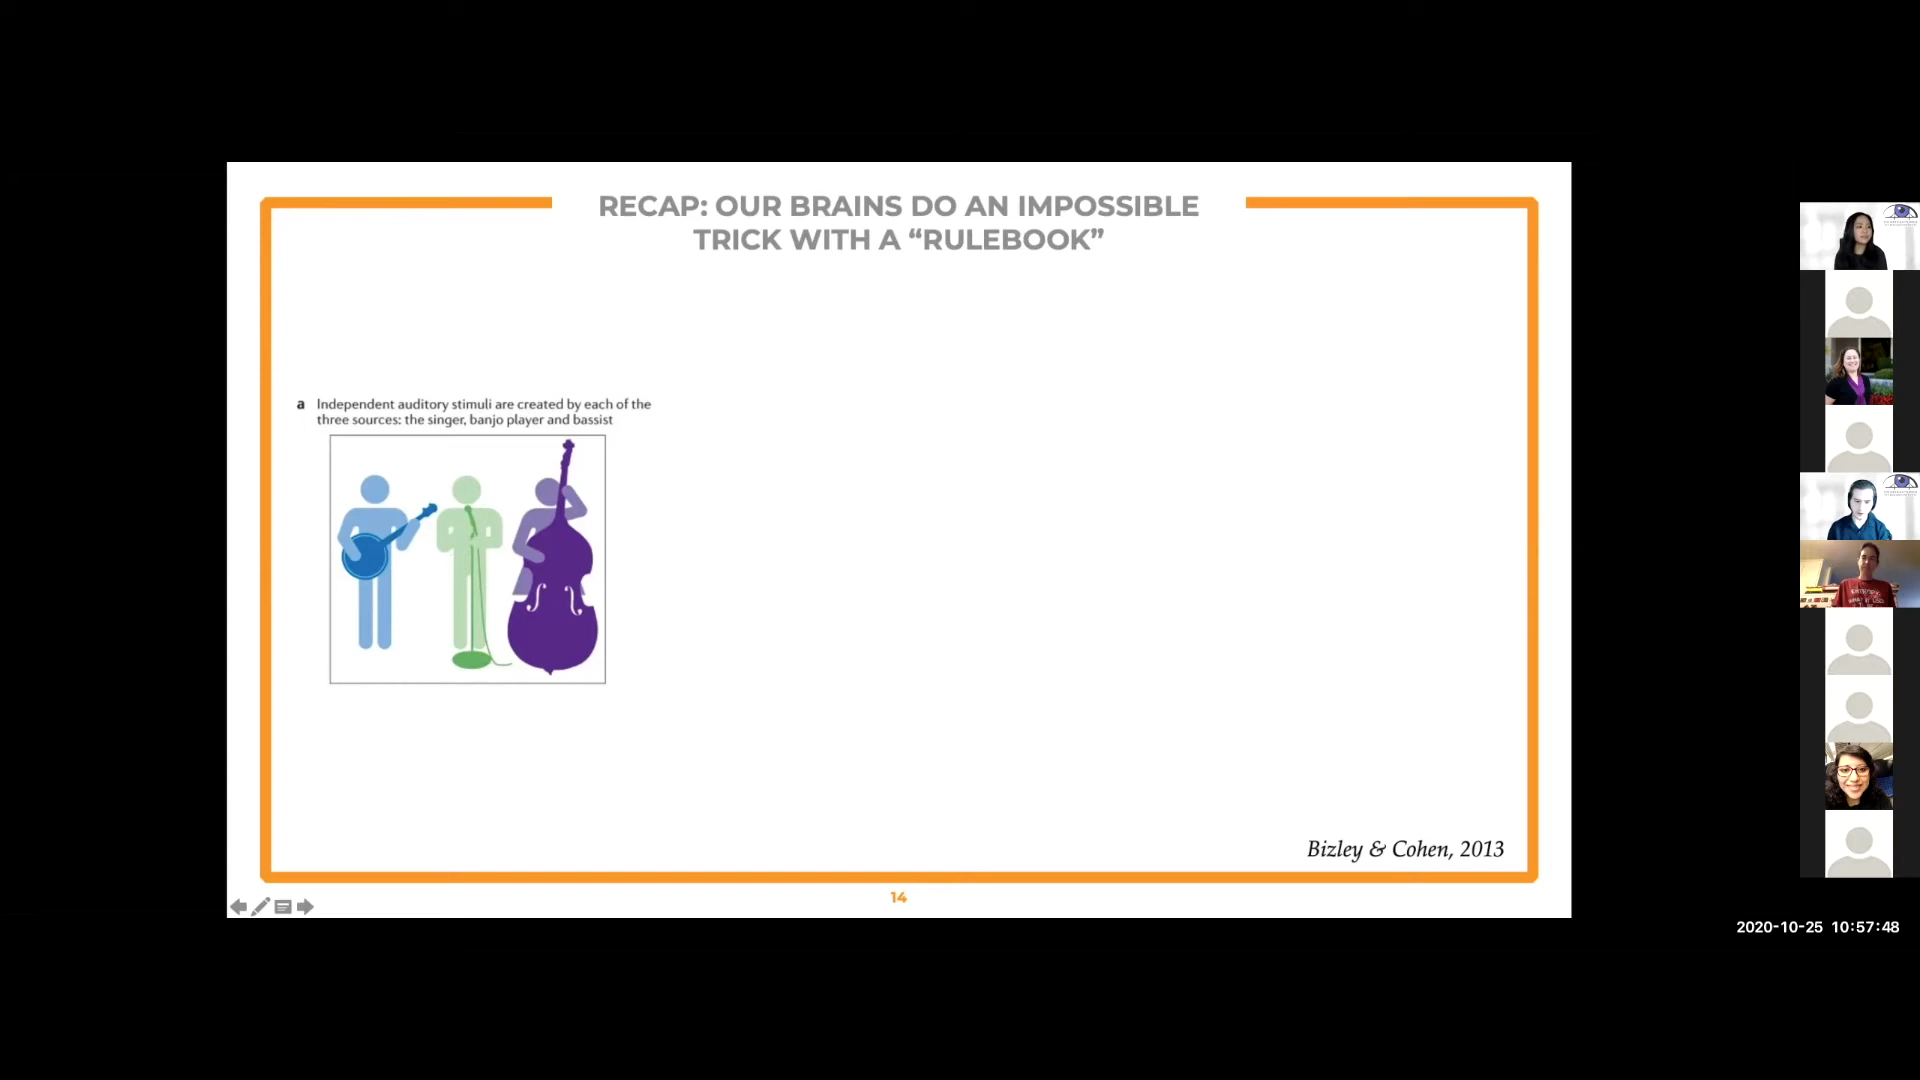 RECAP: OUR BRAINS DO AN IMPOSSIBLE
TRICK WITH A “RULEBOOK”
a Independent auditory stimuli are created by each of the
three sources: the singer, banjo player and bassist
Bizley & Cohen, 2013
14
ENTROPY:
2020-10-25 10:57:48